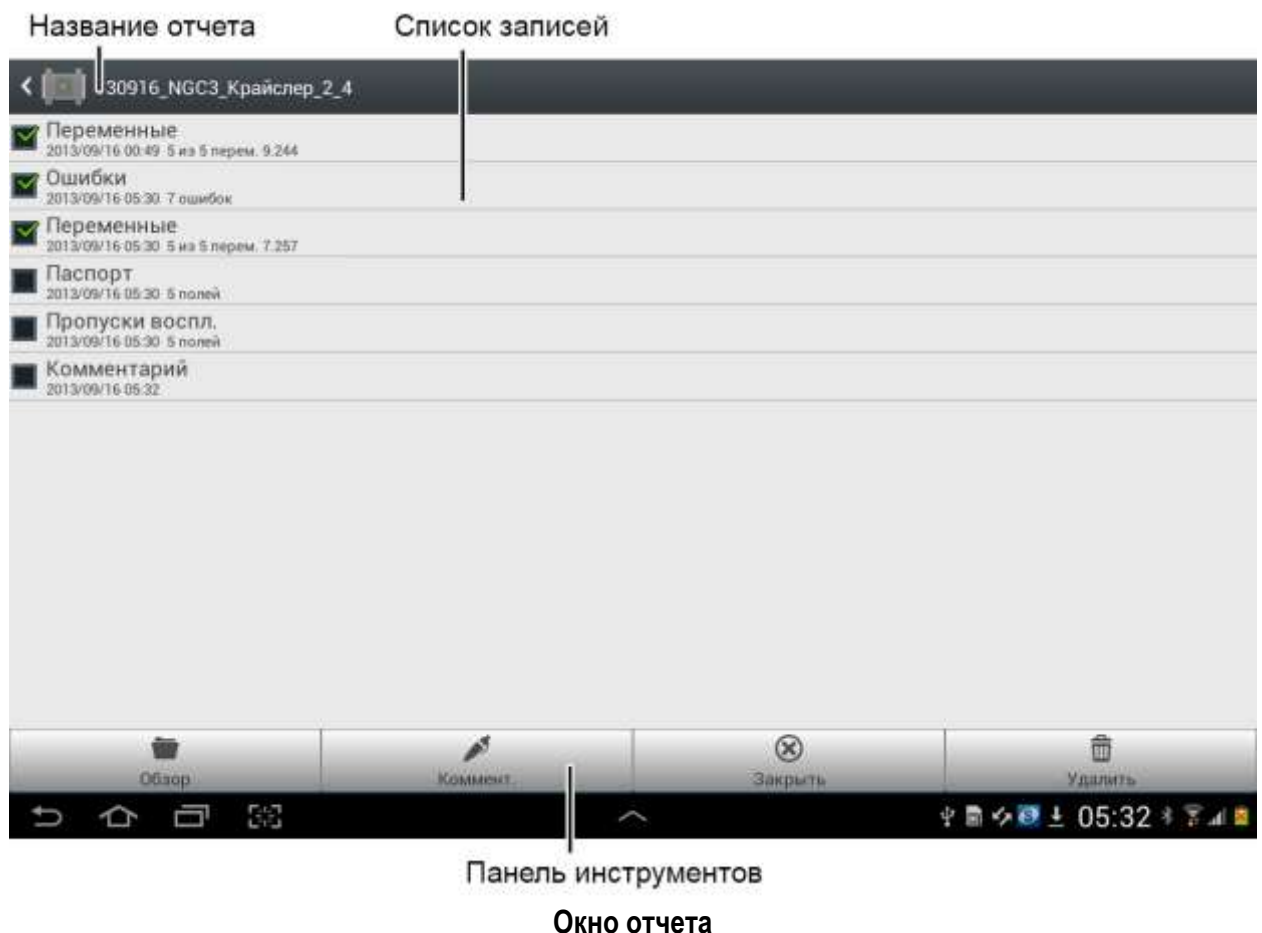 Название отчета
Список записей
30916_NGC3_Крайслер_2_4
Переменные
2013/09/16 00:49 5 из 5 перем. 9.244
Ошибки
2013/09/16 05:30 7 ошибок
Переменные
2013/09/16 05:30 5 из 5 перем. 7.257
Паспорт
2013/09/16 05:30 5 полей
Пропуски воспл.
2013/09/16 05:30 5 полей
Комментарий
2013/09/16 05:32
Обзор
Коммент.
Закрыть
Удалить
05:32
Панель инструментов
Окно отчета